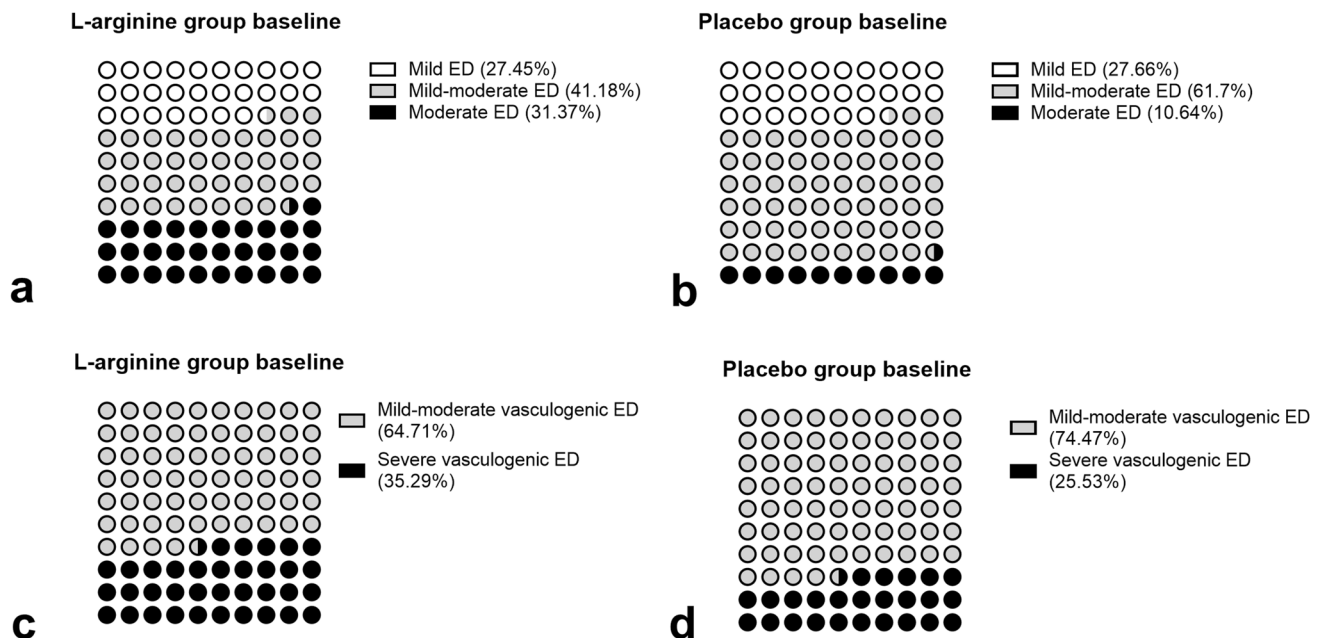 L-arginine group baseline
Mild ED (27.45%)
Mild-moderate ED (41.18%)
Moderate ED (31.37%)
a
Placebo group baseline
Mild ED (27.66%)
Mild-moderate ED (61.7%)
Moderate ED (10.64%)
b
L-arginine group baseline
Mild-moderate vasculogenic ED
(64.71%)
Severe vasculogenic ED
(35.29%)
c
Placebo group baseline
Mild-moderate vasculogenic ED
(74.47%)
Severe vasculogenic ED
(25.53%)
d